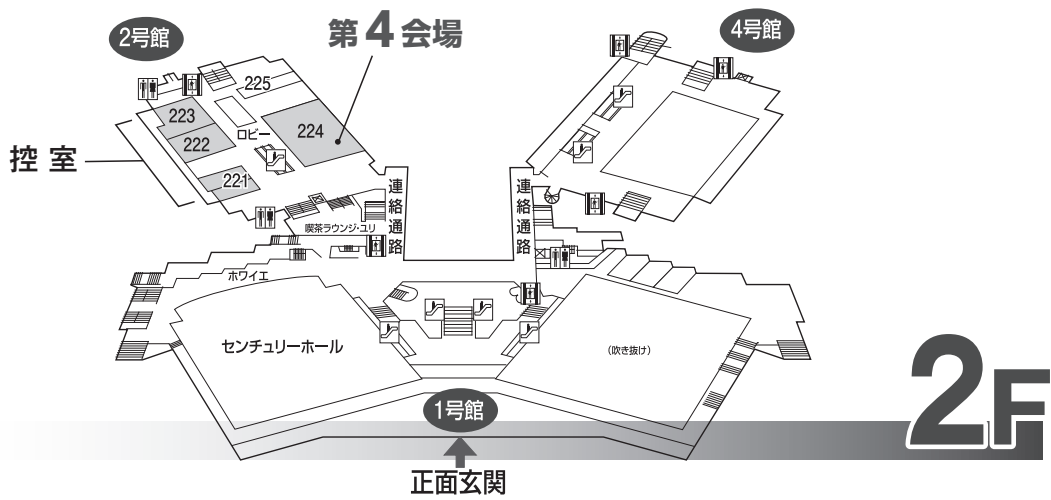 2号館
第4会場
4号館
225
223
222
ロビー
224
控室
221
連絡通路
連絡通路
喫茶ラウンジ・ユリ
ホワイエ
センチュリーホール
(吹き抜け)
1号館
2F
正面玄関